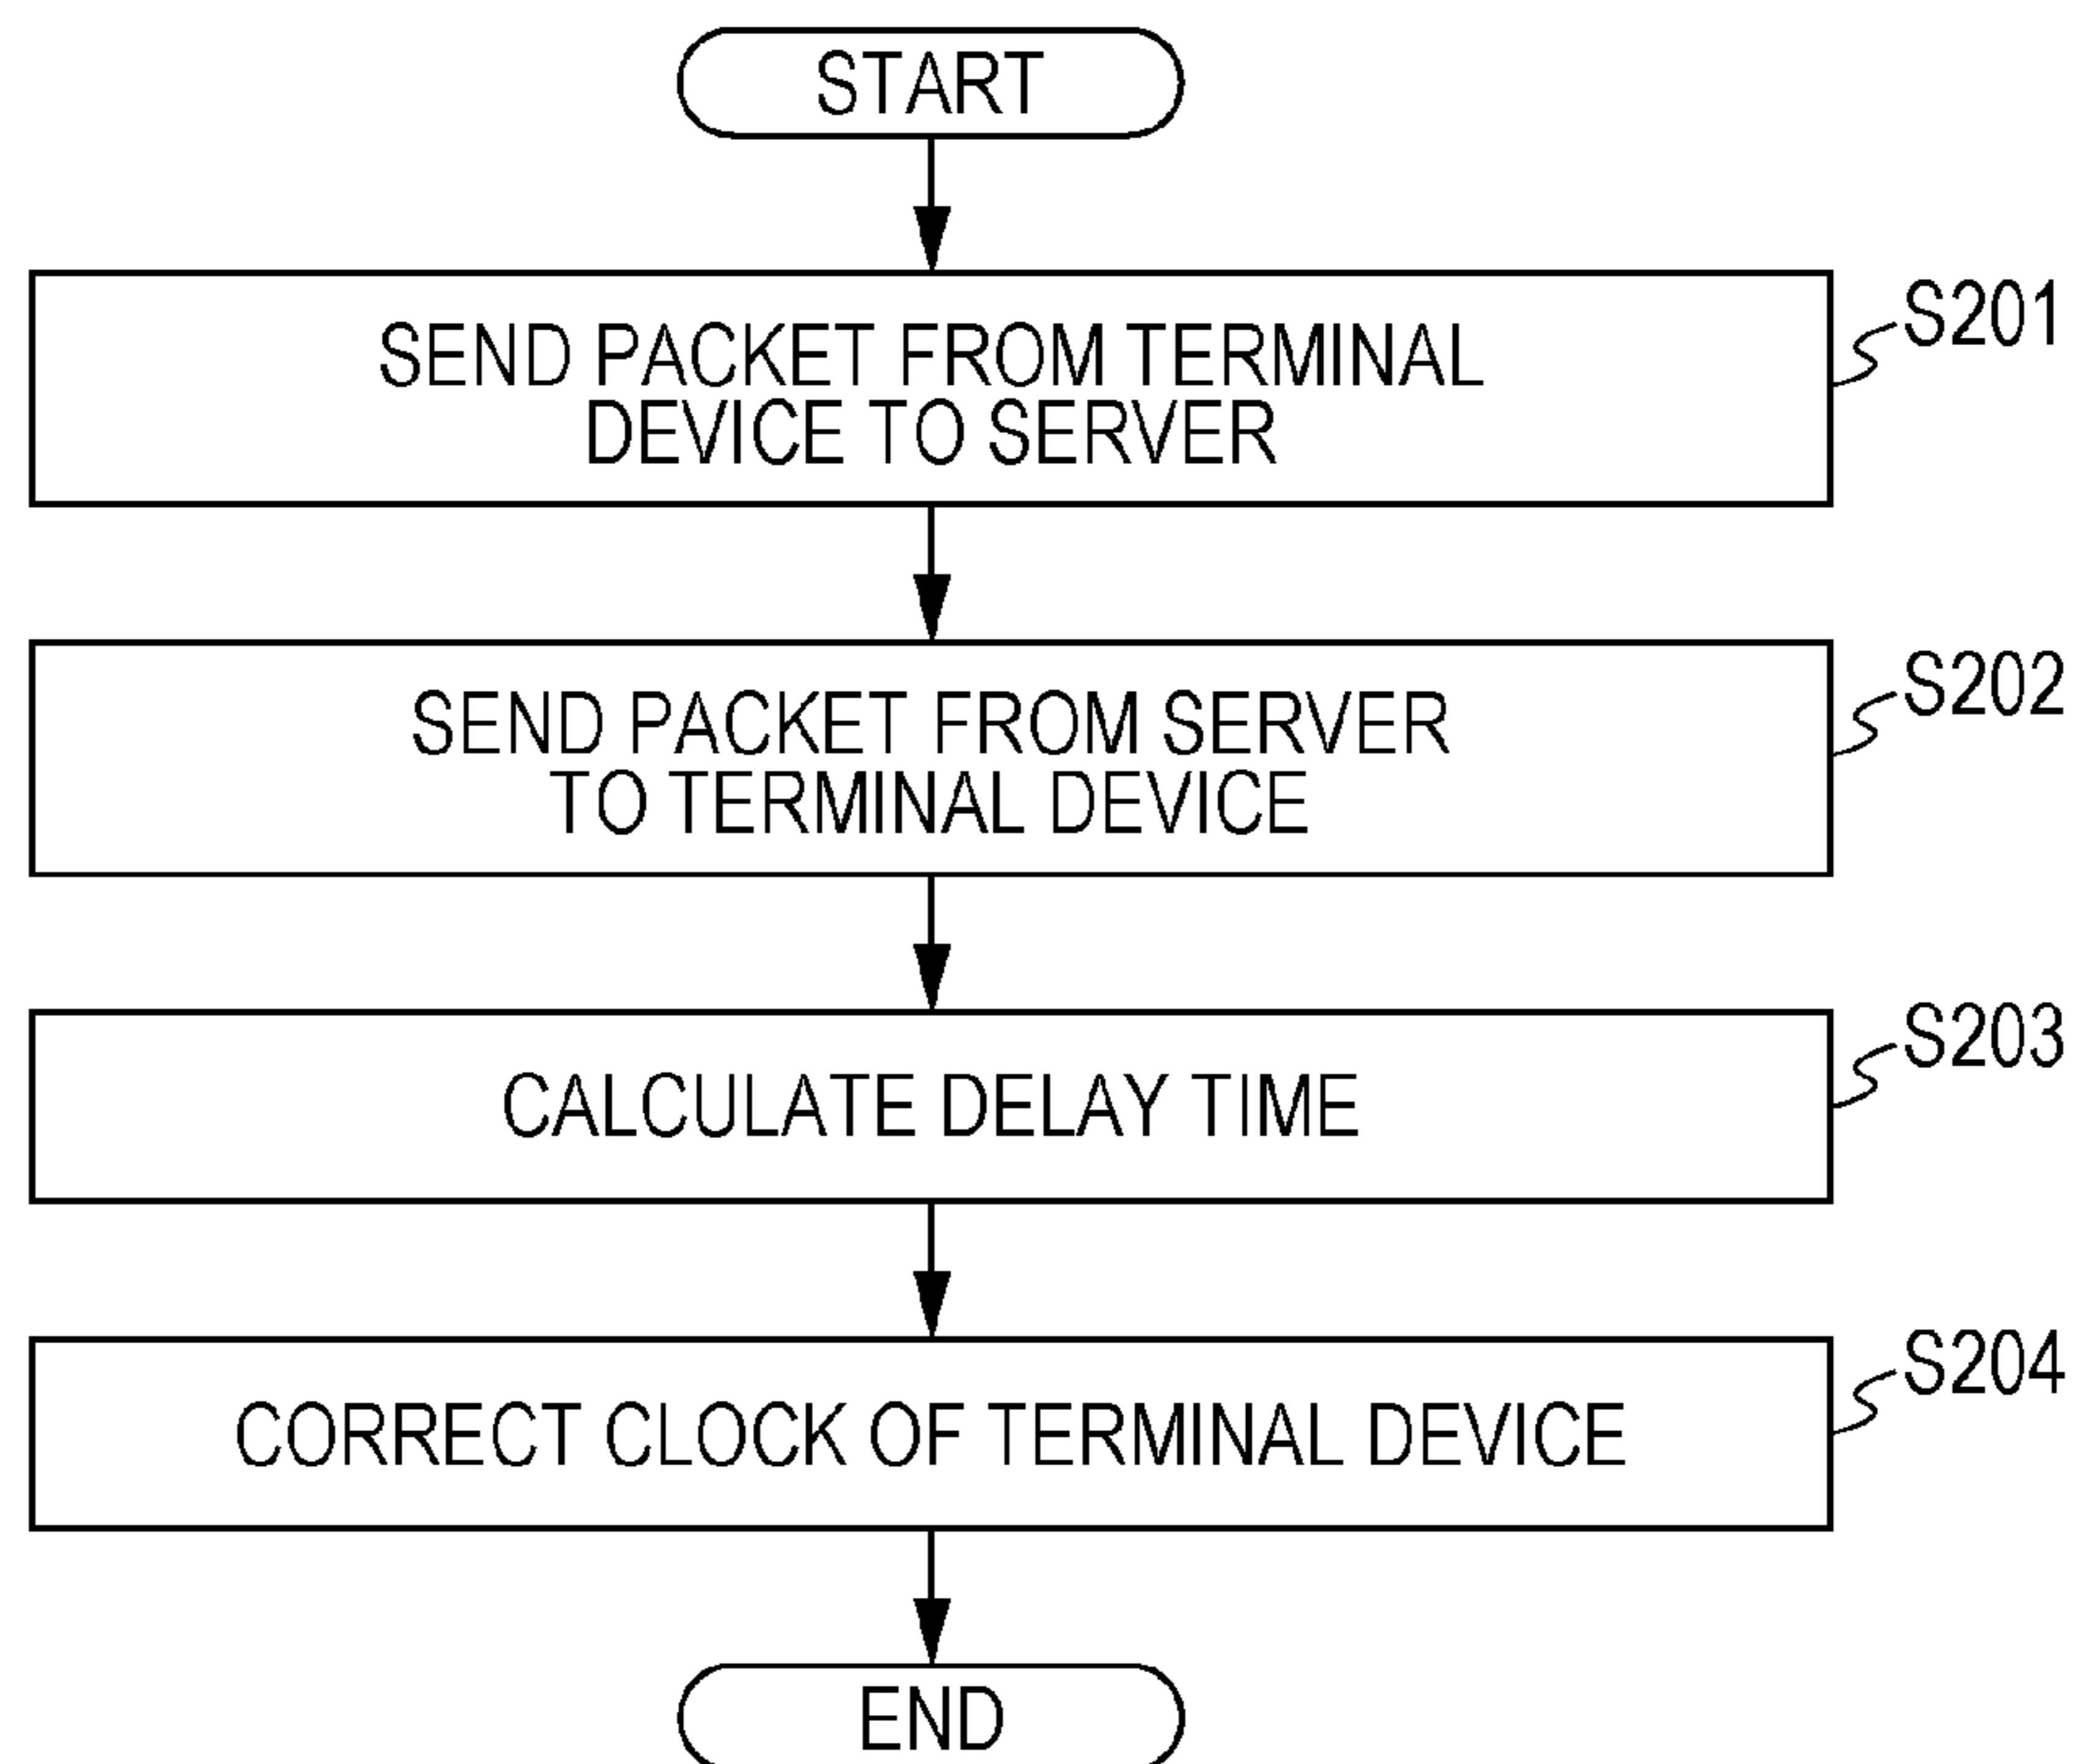 START
SEND PACKET FROM TERMINAL
DEVICE TO SERVER
S201
SEND PACKET FROM SERVER
TO TERMINAL DEVICE
S202
CALCULATE DELAY TIME
S203
CORRECT CLOCK OF TERMINAL DEVICE
S204
END